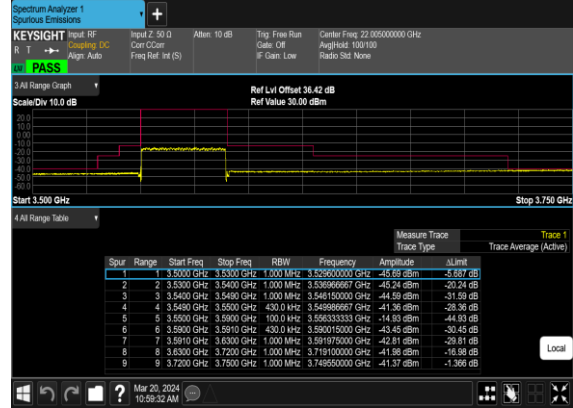 Spectrum Analyzer 1
Spurious Emissions
+
KEYSIGHT Input: RF Input Z: 50 Ω Atten: 10 dB Trig: Free Run Center Freq: 22.005000000 GHz
R T Coupling: DC Corr CCorr Gate: Off Avg|Hold: 100/100
Align: Auto Freq Ref: Int (S) IF Gain: Low Radio Std: None
PASS
3 All Range Graph
Ref Lvl Offset 36.42 dB
Scale/Div 10.0 dB Ref Value 30.00 dBm
20.0
10.0
0.00
-10.0
-20.0
-30.0
-40.0
-50.0
-60.0
Start 3.500 GHz Stop 3.750 GHz
4 All Range Table
Measure Trace Trace 1
Trace Type Trace Average (Active)
Spur Range Start Freq Stop Freq RBW Frequency Amplitude ΔLimit
1 1 3.5000 GHz 3.5300 GHz 1.000 MHz 3.529600000 GHz -45.69 dBm -5.687 dB
2 2 3.5300 GHz 3.5400 GHz 1.000 MHz 3.536966667 GHz -45.24 dBm -20.24 dB
3 3 3.5400 GHz 3.5490 GHz 1.000 MHz 3.546150000 GHz -44.59 dBm -31.59 dB
4 4 3.5490 GHz 3.5500 GHz 430.0 kHz 3.549986667 GHz -41.36 dBm -28.36 dB
5 5 3.5500 GHz 3.5900 GHz 100.0 kHz 3.556333333 GHz -14.93 dBm -44.93 dB
6 6 3.5900 GHz 3.5910 GHz 430.0 kHz 3.590015000 GHz -43.45 dBm -30.45 dB
7 7 3.5910 GHz 3.6300 GHz 1.000 MHz 3.591975000 GHz -42.81 dBm -29.81 dB
8 8 3.6300 GHz 3.7200 GHz 1.000 MHz 3.719100000 GHz -41.98 dBm -16.98 dB
9 9 3.7200 GHz 3.7500 GHz 1.000 MHz 3.749550000 GHz -41.37 dBm -1.366 dB
Local
? Mar 20, 2024
10:59:32 AM